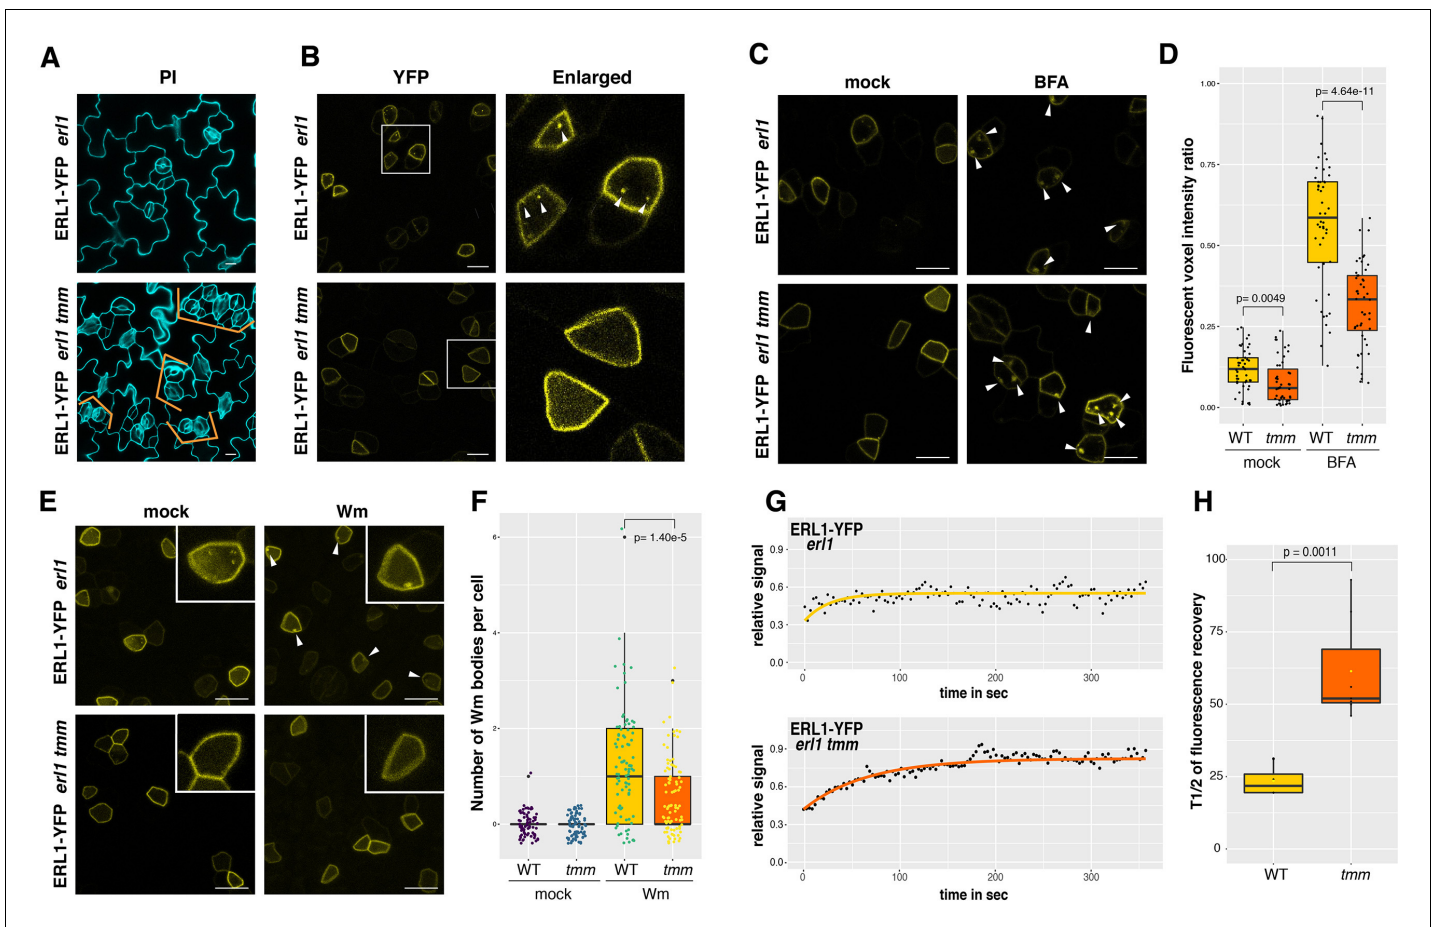 A
PI
ERL1-YFP erl1
ERL1-YFP erl1 tmm
B
YFP
Enlarged
ERL1-YFP erl1
ERL1-YFP erl1 tmm
C
mock
BFA
ERL1-YFP erl1
ERL1-YFP erl1 tmm
D
Fluorescent voxel intensity ratio
1.00
0.75
0.50
0.25
0.00
p= 4.64e-11
p= 0.0049
WT tmm WT tmm
mock BFA
E
mock
Wm
ERL1-YFP erl1
ERL1-YFP erl1 tmm
F
Number of Wm bodies per cell
6
4
2
0
p= 1.40e-5
WT tmm WT tmm
mock Wm
G
ERL1-YFP
erl1
relative signal
0.9
0.6
0.3
0.0
0 100 200 300
time in sec
ERL1-YFP
erl1 tmm
relative signal
0.9
0.6
0.3
0.0
0 100 200 300
time in sec
H
T1/2 of fluorescence recovery
100
75
50
25
0
p = 0.0011
WT tmm